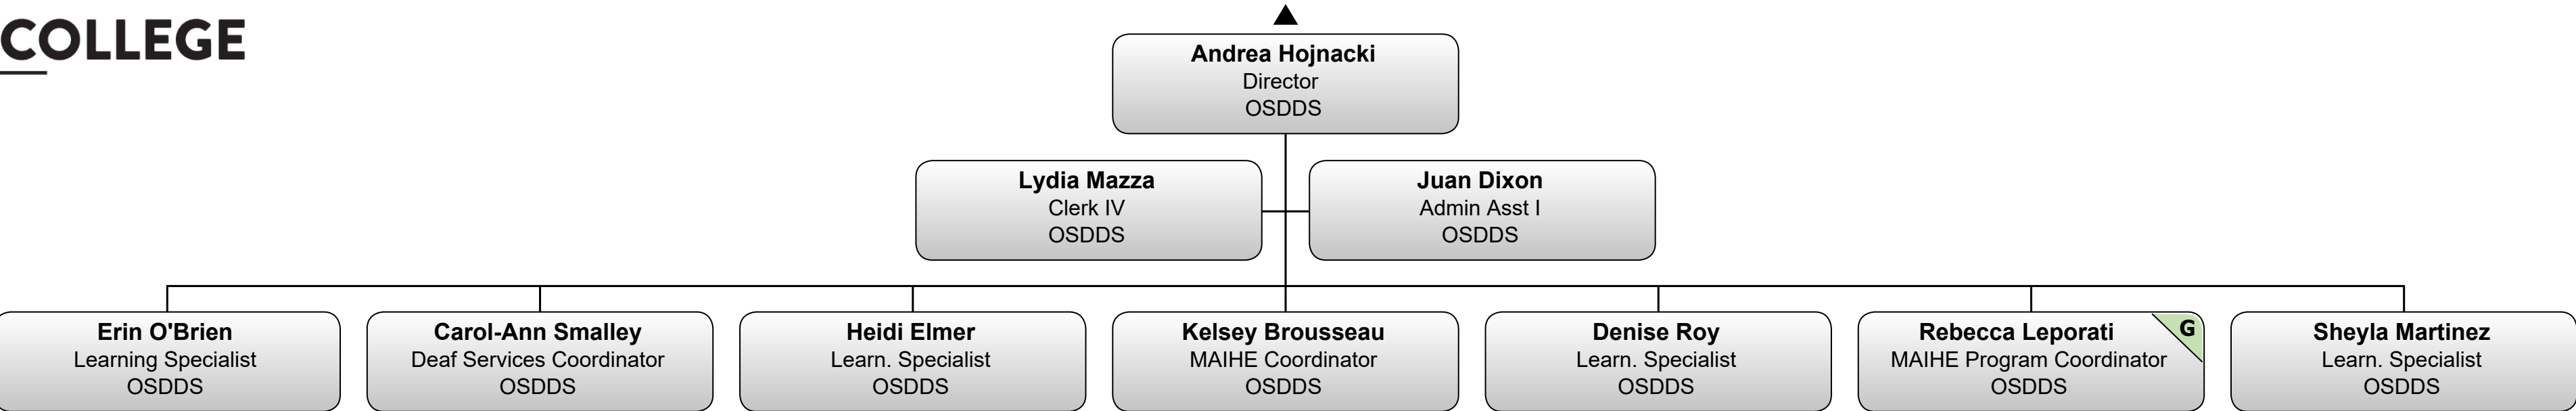 COLLEGE
Andrea Hojnacki
Director
OSDDS
Lydia Mazza
Clerk IV
OSDDS
Juan Dixon
Admin Asst I
OSDDS
Erin O'Brien
Learning Specialist
OSDDS
Carol-Ann Smalley
Deaf Services Coordinator
OSDDS
Heidi Elmer
Learn. Specialist
OSDDS
Kelsey Brousseau
MAIHE Coordinator
OSDDS
Denise Roy
Learn. Specialist
OSDDS
Rebecca Leporati
MAIHE Program Coordinator
OSDDS
G
Sheyla Martinez
Learn. Specialist
OSDDS